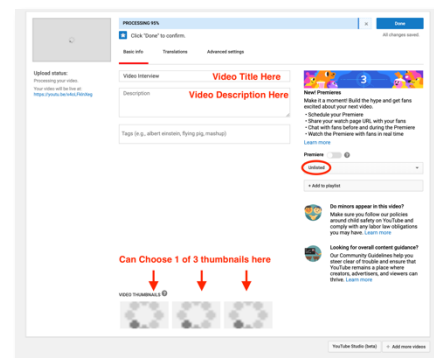 PROCESSING 95%
×
Done
Click "Done" to confirm.
All changes saved.
Basic info
Translations
Advanced settings
Upload status:
Processing your video.
Your video will be live at:
Video Interview
Video Title Here
Description
Video Description Here
Tags (e.g., albert einstein, flying pig, mashup)
3
New! Premieres
Make it a moment! Build the hype and get fans
excited about your next video.
• Schedule your Premiere
• Share your watch page URL with your fans
• Chat with fans before and during the Premiere
• Watch the Premiere with fans in real time
Learn more
Premiere
Unlisted
+ Add to playlist
Do minors appear in this video?
Make sure you follow our policies
around child safety on YouTube and
comply with any labor law obligations
you may have. Learn more
Looking for overall content guidance?
Our Community Guidelines help you
steer clear of trouble and ensure that
YouTube remains a place where
creators, advertisers, and viewers can
thrive. Learn more
Can Choose 1 of 3 thumbnails here
VIDEO THUMBNAILS
YouTube Studio (beta)
+ Add more videos